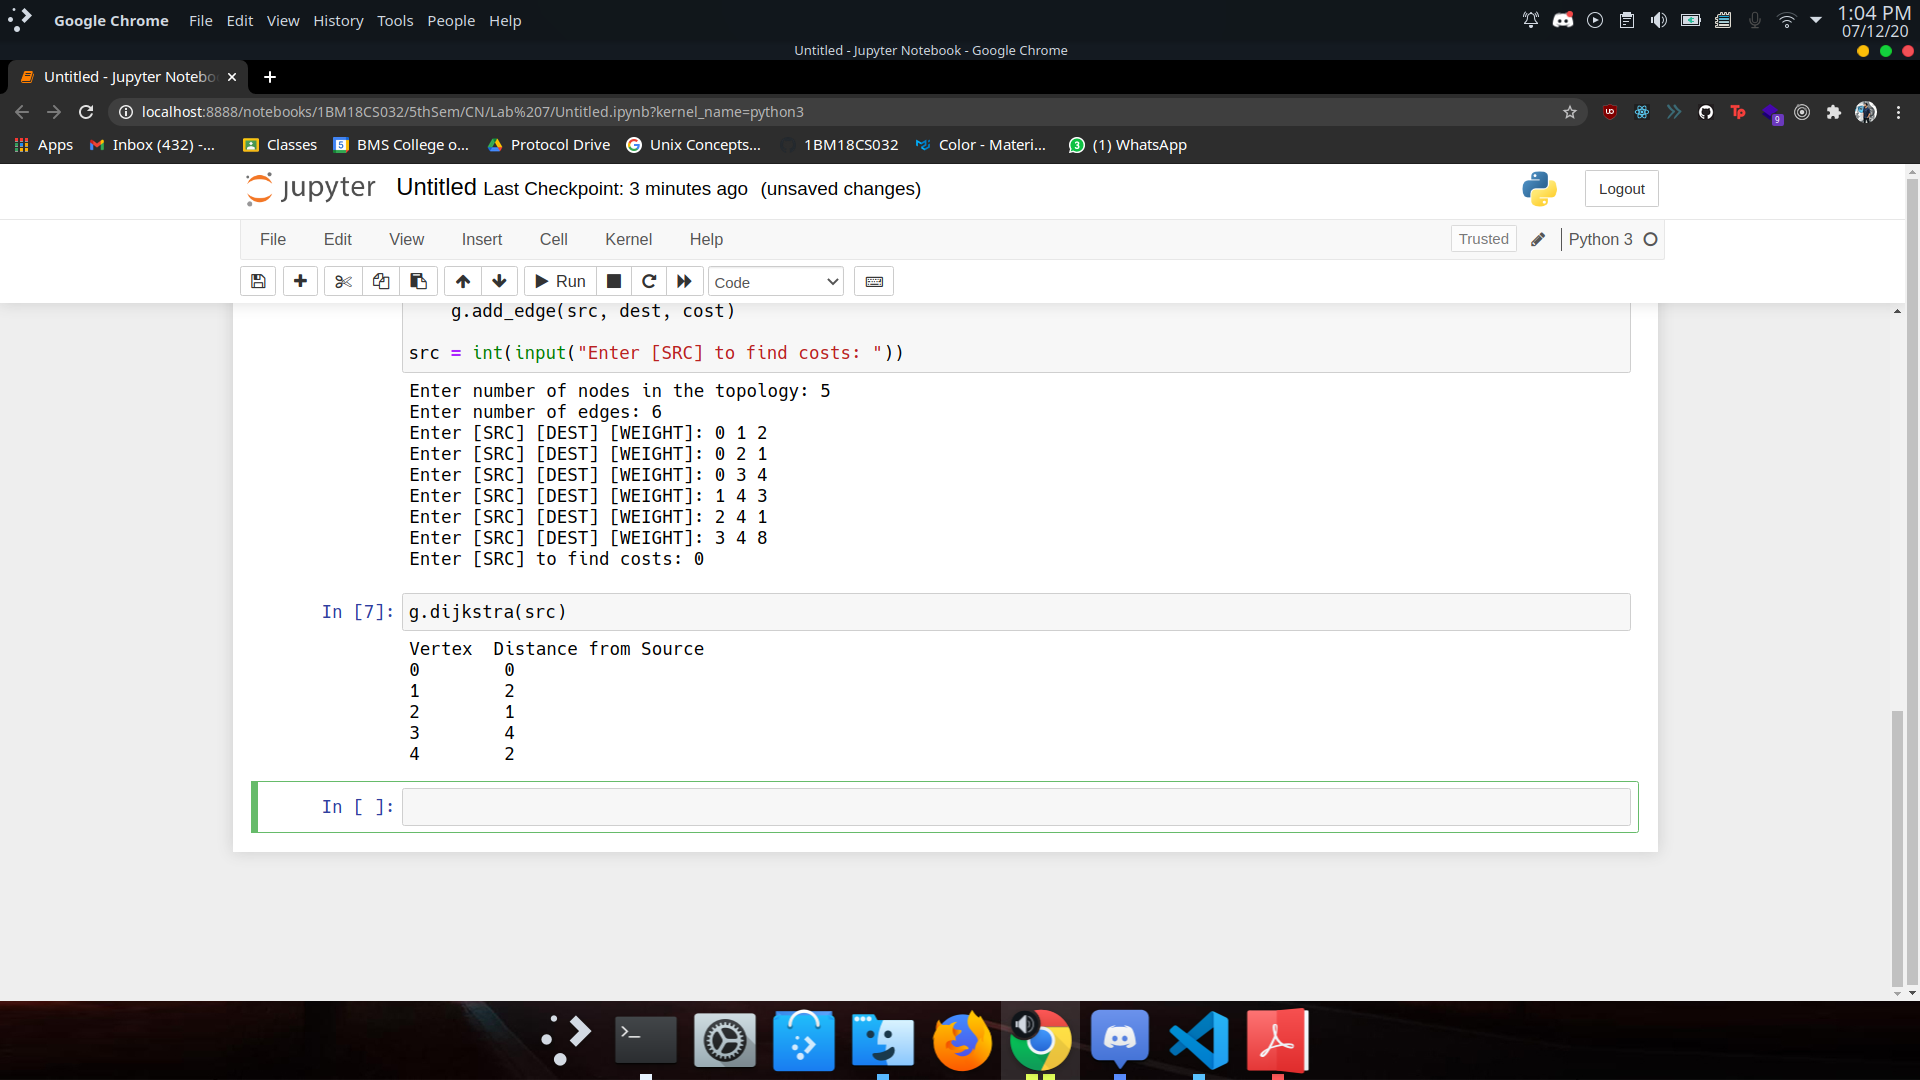 Google Chrome File Edit View History Tools People Help
1:04 PM
07/12/20
Untitled - Jupyter Notebook - Google Chrome
Untitled - Jupyter Notebo
localhost:8888/notebooks/1BM18CS032/5thSem/CN/Lab%207/Untitled.ipynb?kernel_name=python3
Apps Inbox (432) -... Classes BMS College o... Protocol Drive Unix Concepts... 1BM18CS032 Color - Materi... (1) WhatsApp
jupyter Untitled Last Checkpoint: 3 minutes ago (unsaved changes) Logout
File Edit View Insert Cell Kernel Help Trusted Python 3
Run Code
g.add_edge(src, dest, cost)
src = int(input("Enter [SRC] to find costs: "))
Enter number of nodes in the topology: 5
Enter number of edges: 6
Enter [SRC] [DEST] [WEIGHT]: 0 1 2
Enter [SRC] [DEST] [WEIGHT]: 0 2 1
Enter [SRC] [DEST] [WEIGHT]: 0 3 4
Enter [SRC] [DEST] [WEIGHT]: 1 4 3
Enter [SRC] [DEST] [WEIGHT]: 2 4 1
Enter [SRC] [DEST] [WEIGHT]: 3 4 8
Enter [SRC] to find costs: 0
In [7]: g.dijkstra(src)
Vertex Distance from Source
0 0
1 2
2 1
3 4
4 2
In [ ]: